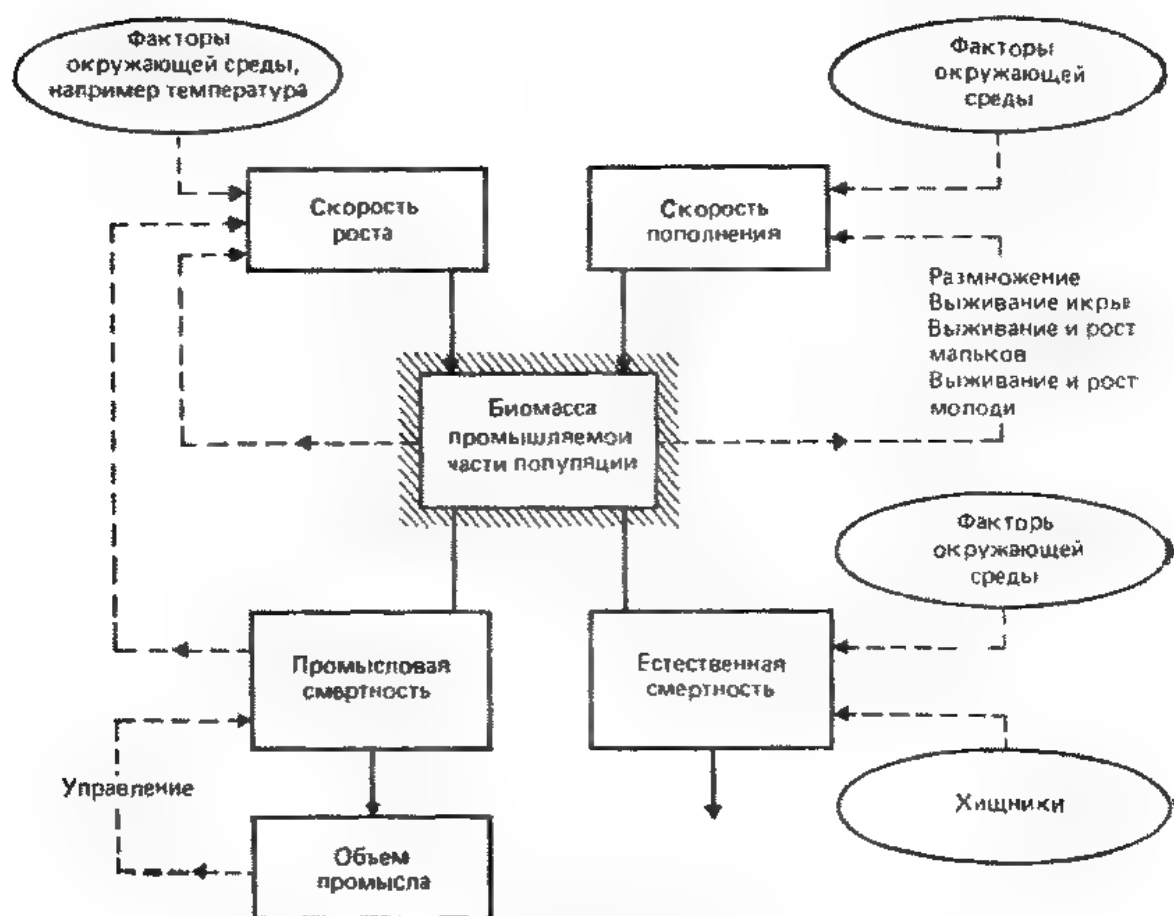 Факторы
окружающей среды,
например температура
Факторы
окружающей
среды
Скорость
роста
Скорость
пополнения
Размножение
Выживание икры
Выживание и рост
мальков
Выживание и рост
молоди
Биомасса
промышляемой
части популяции
Факторы
окружающей
среды
Промысловая
смертность
Естественная
смертность
Управление
Хищники
Объем
промысла